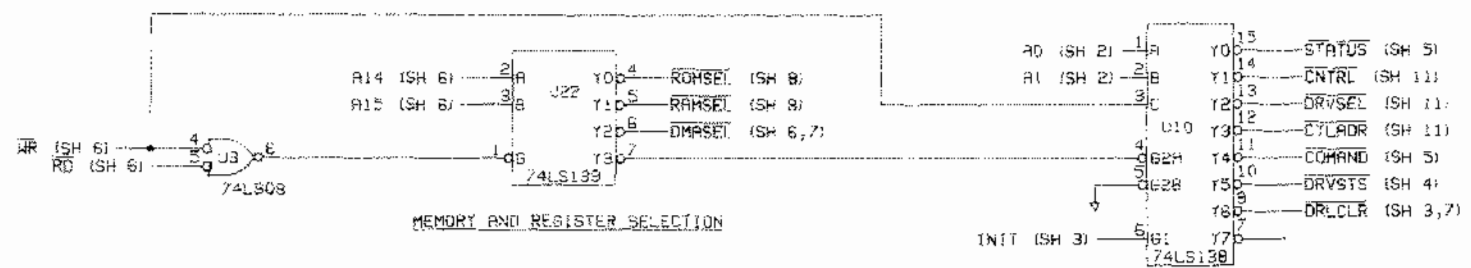 A14 (SH 6) 2 A Y0 4 ROMSEL (SH 8)
A15 (SH 6) 3 B Y1 5 RAMSEL (SH 8)
U22
Y2 6 DMASEL (SH 6,7)
1 G Y3 7
74LS139
WR (SH 6) 4
RD (SH 6) 5
U3 6
74LS08
MEMORY AND REGISTER SELECTION
A0 (SH 2) 1 A Y0 15 STATUS (SH 5)
A1 (SH 2) 2 B Y1 14 CNTRL (SH 11)
3 C Y2 13 DRVSEL (SH 11)
U10 Y3 12 CYLADR (SH 11)
4 G2A Y4 11 COMAND (SH 5)
5 G2B Y5 10 DRVSTS (SH 4)
Y6 9 DRLCLR (SH 3,7)
INIT (SH 3) 6 G1 Y7 7
74LS138